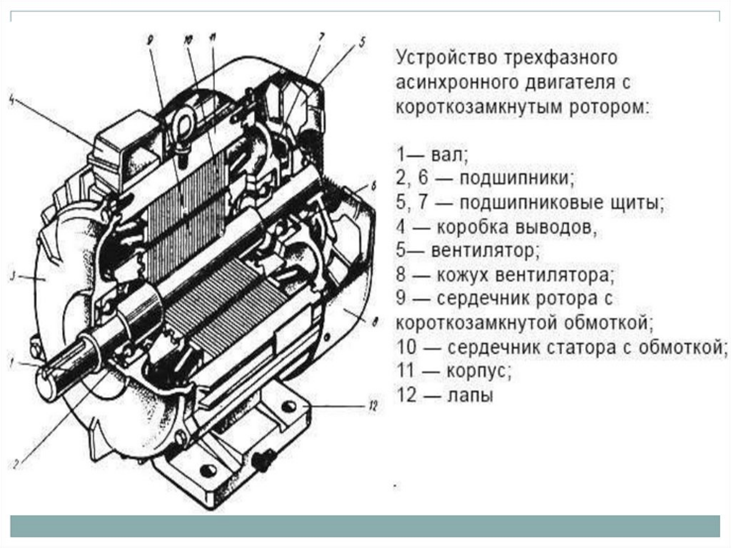 9 10 11 7 5
4
6
3
8
1
12
2
Устройство трехфазного
асинхронного двигателя с
короткозамкнутым ротором:
1— вал;
2, 6 — подшипники;
5, 7 — подшипниковые щиты;
4 — коробка выводов,
5— вентилятор;
8 — кожух вентилятора;
9 — сердечник ротора с
короткозамкнутой обмоткой;
10 — сердечник статора с обмоткой;
11 — корпус;
12 — лапы
.